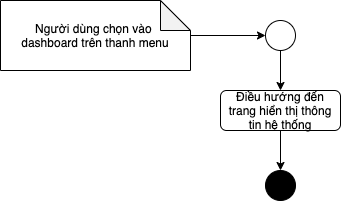 Người dùng chọn vào
dashboard trên thanh menu
Điều hướng đến
trang hiển thị thông
tin hệ thống